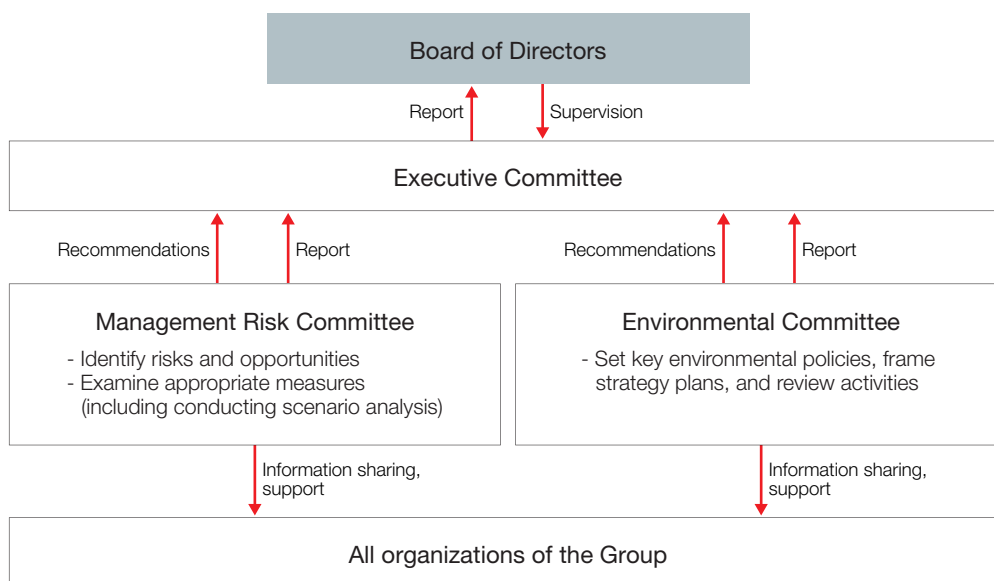 Board of Directors
Report
Supervision
Executive Committee
Recommendations
Report
Recommendations
Report
Management Risk Committee
- Identify risks and opportunities
- Examine appropriate measures
(including conducting scenario analysis)
Environmental Committee
- Set key environmental policies, frame
strategy plans, and review activities
Information sharing,
support
Information sharing,
support
All organizations of the Group